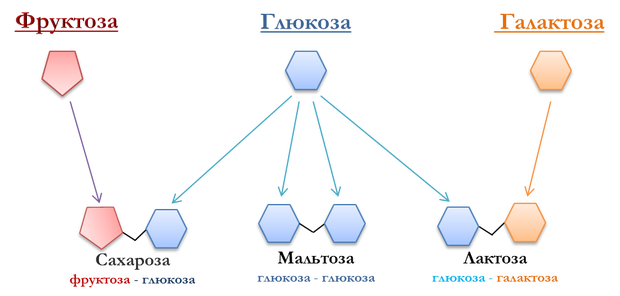 Фруктоза
Глюкоза
Галактоза
Сахароза
фруктоза - глюкоза
Мальтоза
глюкоза - глюкоза
Лактоза
глюкоза - галактоза